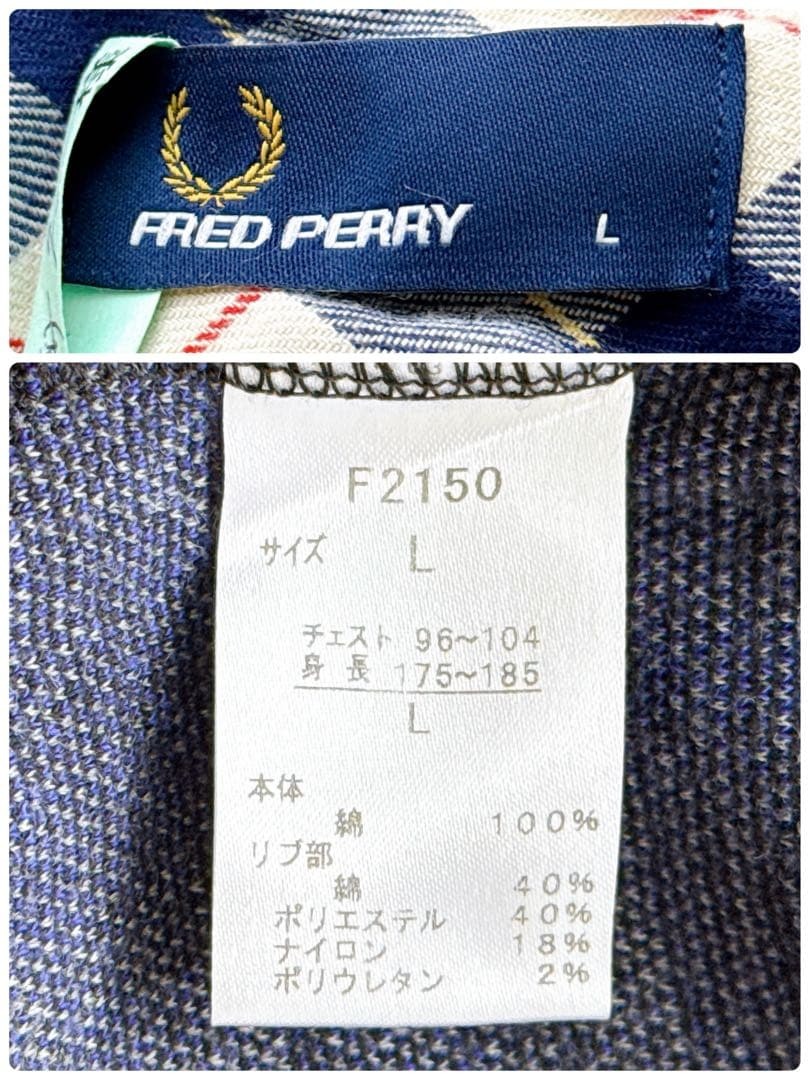 FRED PERRY
L
F2150
サイズ L
チェスト 96~104
身長 175~185
L
本体
綿 100%
リブ部
綿 40%
ポリエステル 40%
ナイロン 18%
ポリウレタン 2%